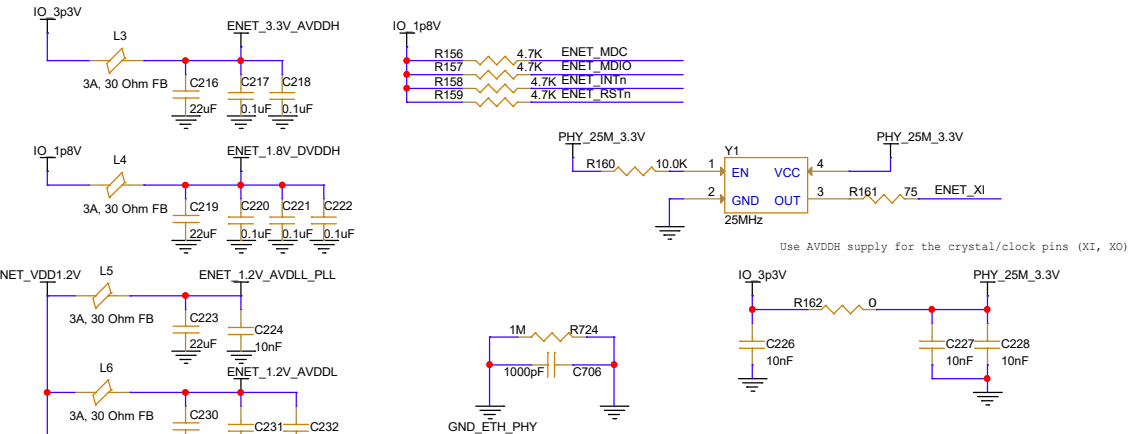 IO_3p3V
L3
3A, 30 Ohm FB
ENET_3.3V_AVDDH
C216
22uF
C217
0.1uF
C218
0.1uF
IO_1p8V
R156 4.7K ENET_MDC
R157 4.7K ENET_MDIO
R158 4.7K ENET_INTn
R159 4.7K ENET_RSTn
IO_1p8V
L4
3A, 30 Ohm FB
ENET_1.8V_DVDDH
C219
22uF
C220
0.1uF
C221
0.1uF
C222
0.1uF
PHY_25M_3.3V
R160 10.0K
Y1
1 EN VCC 4
2 GND OUT 3
25MHz
PHY_25M_3.3V
R161 75 ENET_XI
Use AVDDH supply for the crystal/clock pins (XI, XO)
NET_VDD1.2V
L5
3A, 30 Ohm FB
ENET_1.2V_AVDLL_PLL
C223
22uF
C224
10nF
1M R724
1000pF C706
GND_ETH_PHY
IO_3p3V
R162 0
PHY_25M_3.3V
C226
10nF
C227
10nF
C228
10nF
L6
3A, 30 Ohm FB
ENET_1.2V_AVDDL
C230
C231
C232